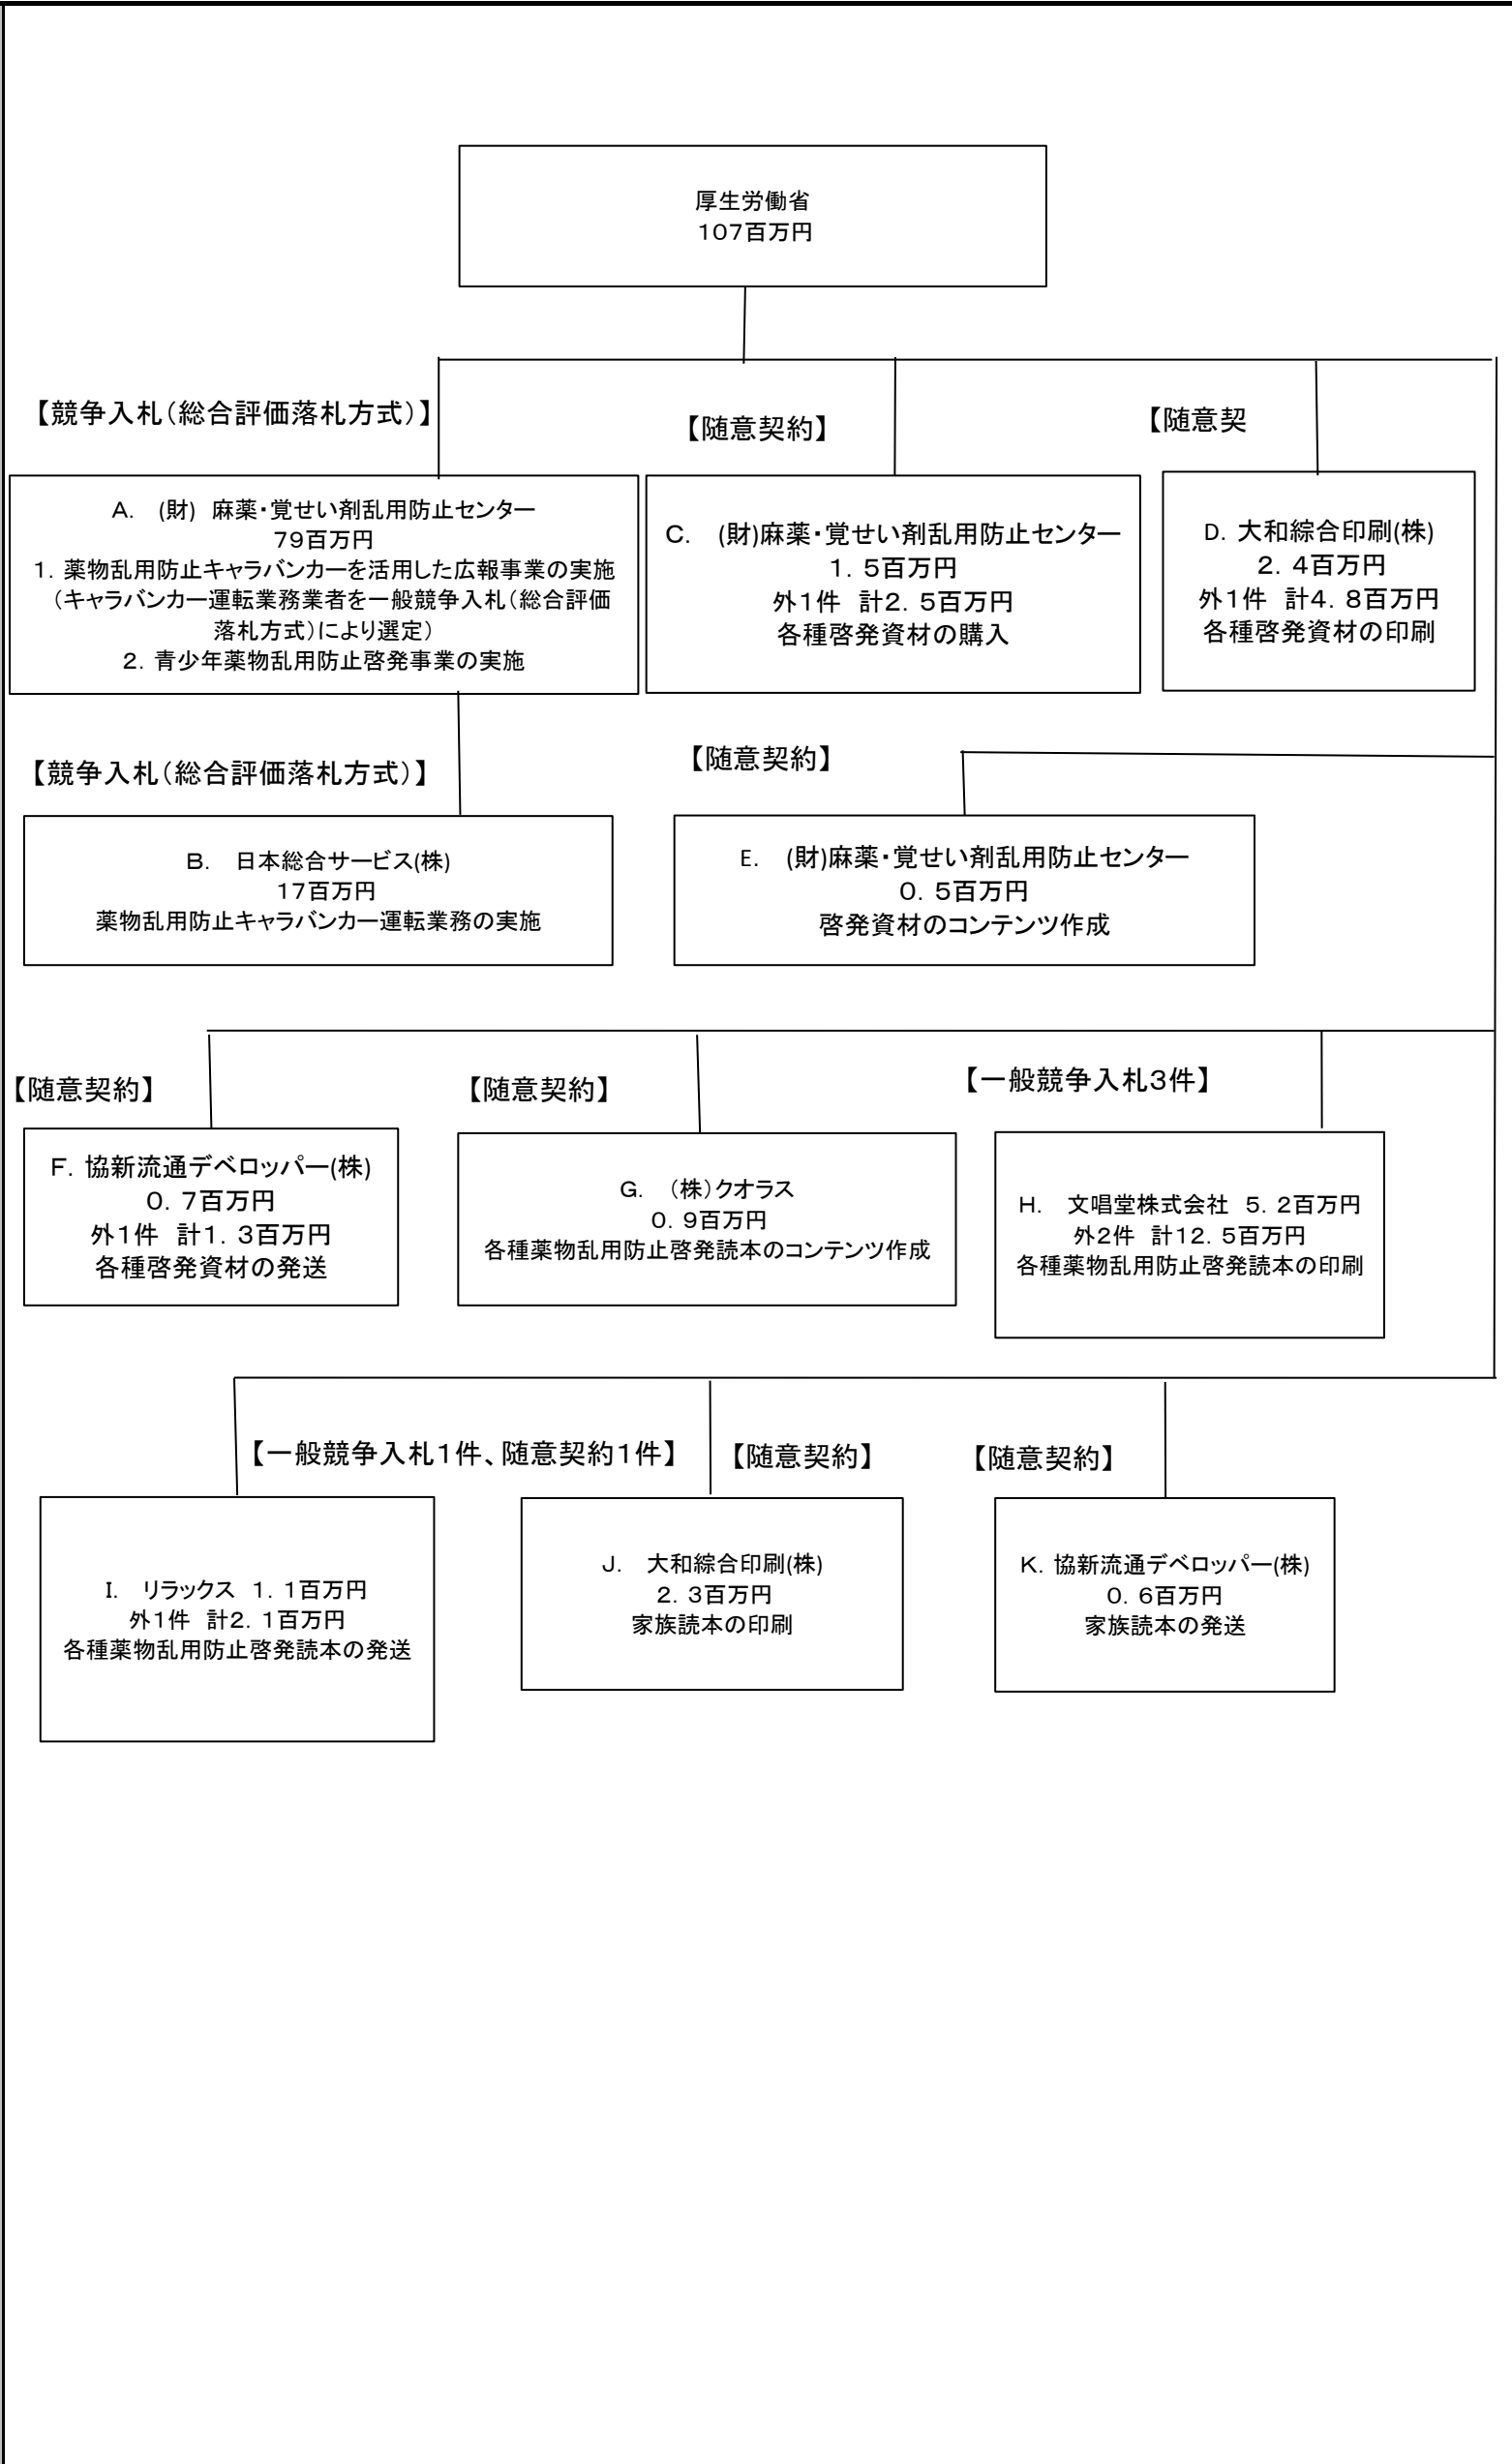 厚生労働省
107百万円
【競争入札(総合評価落札方式)】
【随意契約】
【随意契
A. (財) 麻薬・覚せい剤乱用防止センター
79百万円
1. 薬物乱用防止キャラバンカーを活用した広報事業の実施
(キャラバンカー運転業務業者を一般競争入札(総合評価
落札方式)により選定)
2. 青少年薬物乱用防止啓発事業の実施
C. (財)麻薬・覚せい剤乱用防止センター
1. 5百万円
外1件 計2. 5百万円
各種啓発資材の購入
D. 大和綜合印刷(株)
2. 4百万円
外1件 計4. 8百万円
各種啓発資材の印刷
【競争入札(総合評価落札方式)】
【随意契約】
B. 日本総合サービス(株)
17百万円
薬物乱用防止キャラバンカー運転業務の実施
E. (財)麻薬・覚せい剤乱用防止センター
0. 5百万円
啓発資材のコンテンツ作成
【随意契約】
【随意契約】
【一般競争入札3件】
F. 協新流通デベロッパー(株)
0. 7百万円
外1件 計1. 3百万円
各種啓発資材の発送
G. (株)クオラス
0. 9百万円
各種薬物乱用防止啓発読本のコンテンツ作成
H. 文唱堂株式会社 5. 2百万円
外2件 計12. 5百万円
各種薬物乱用防止啓発読本の印刷
【一般競争入札1件、随意契約1件】
【随意契約】
【随意契約】
I. リラックス 1. 1百万円
外1件 計2. 1百万円
各種薬物乱用防止啓発読本の発送
J. 大和綜合印刷(株)
2. 3百万円
家族読本の印刷
K. 協新流通デベロッパー(株)
0. 6百万円
家族読本の発送